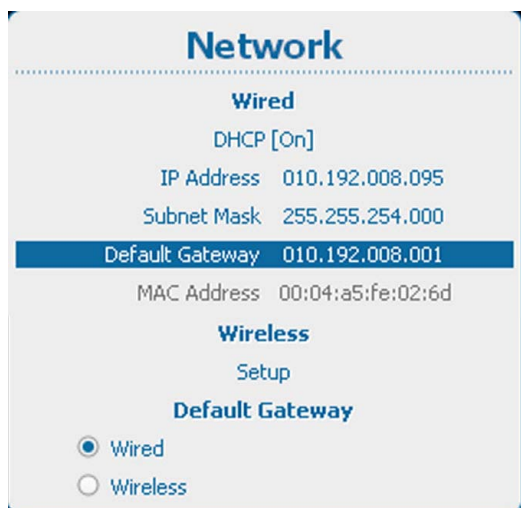 Network
Wired
DHCP [On]
IP Address 010.192.008.095
Subnet Mask 255.255.254.000
Default Gateway 010.192.008.001
MAC Address 00:04:a5:fe:02:6d
Wireless
Setup
Default Gateway
Wired
Wireless